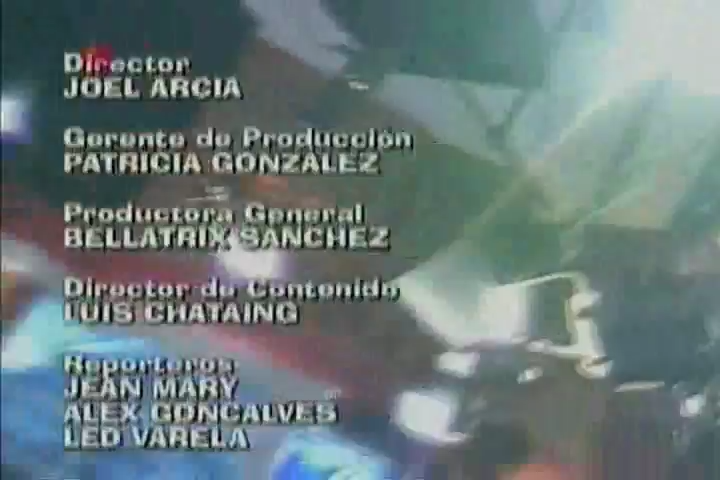 Director
JOEL ARCIA
Gerente de Producción
PATRICIA GONZALEZ
Productora General
BELLATRIX SANCHEZ
Director de Contenido
LUIS CHATAING
Reporteros
JEAN MARY
ALEX GONCALVES
LEO VARELA